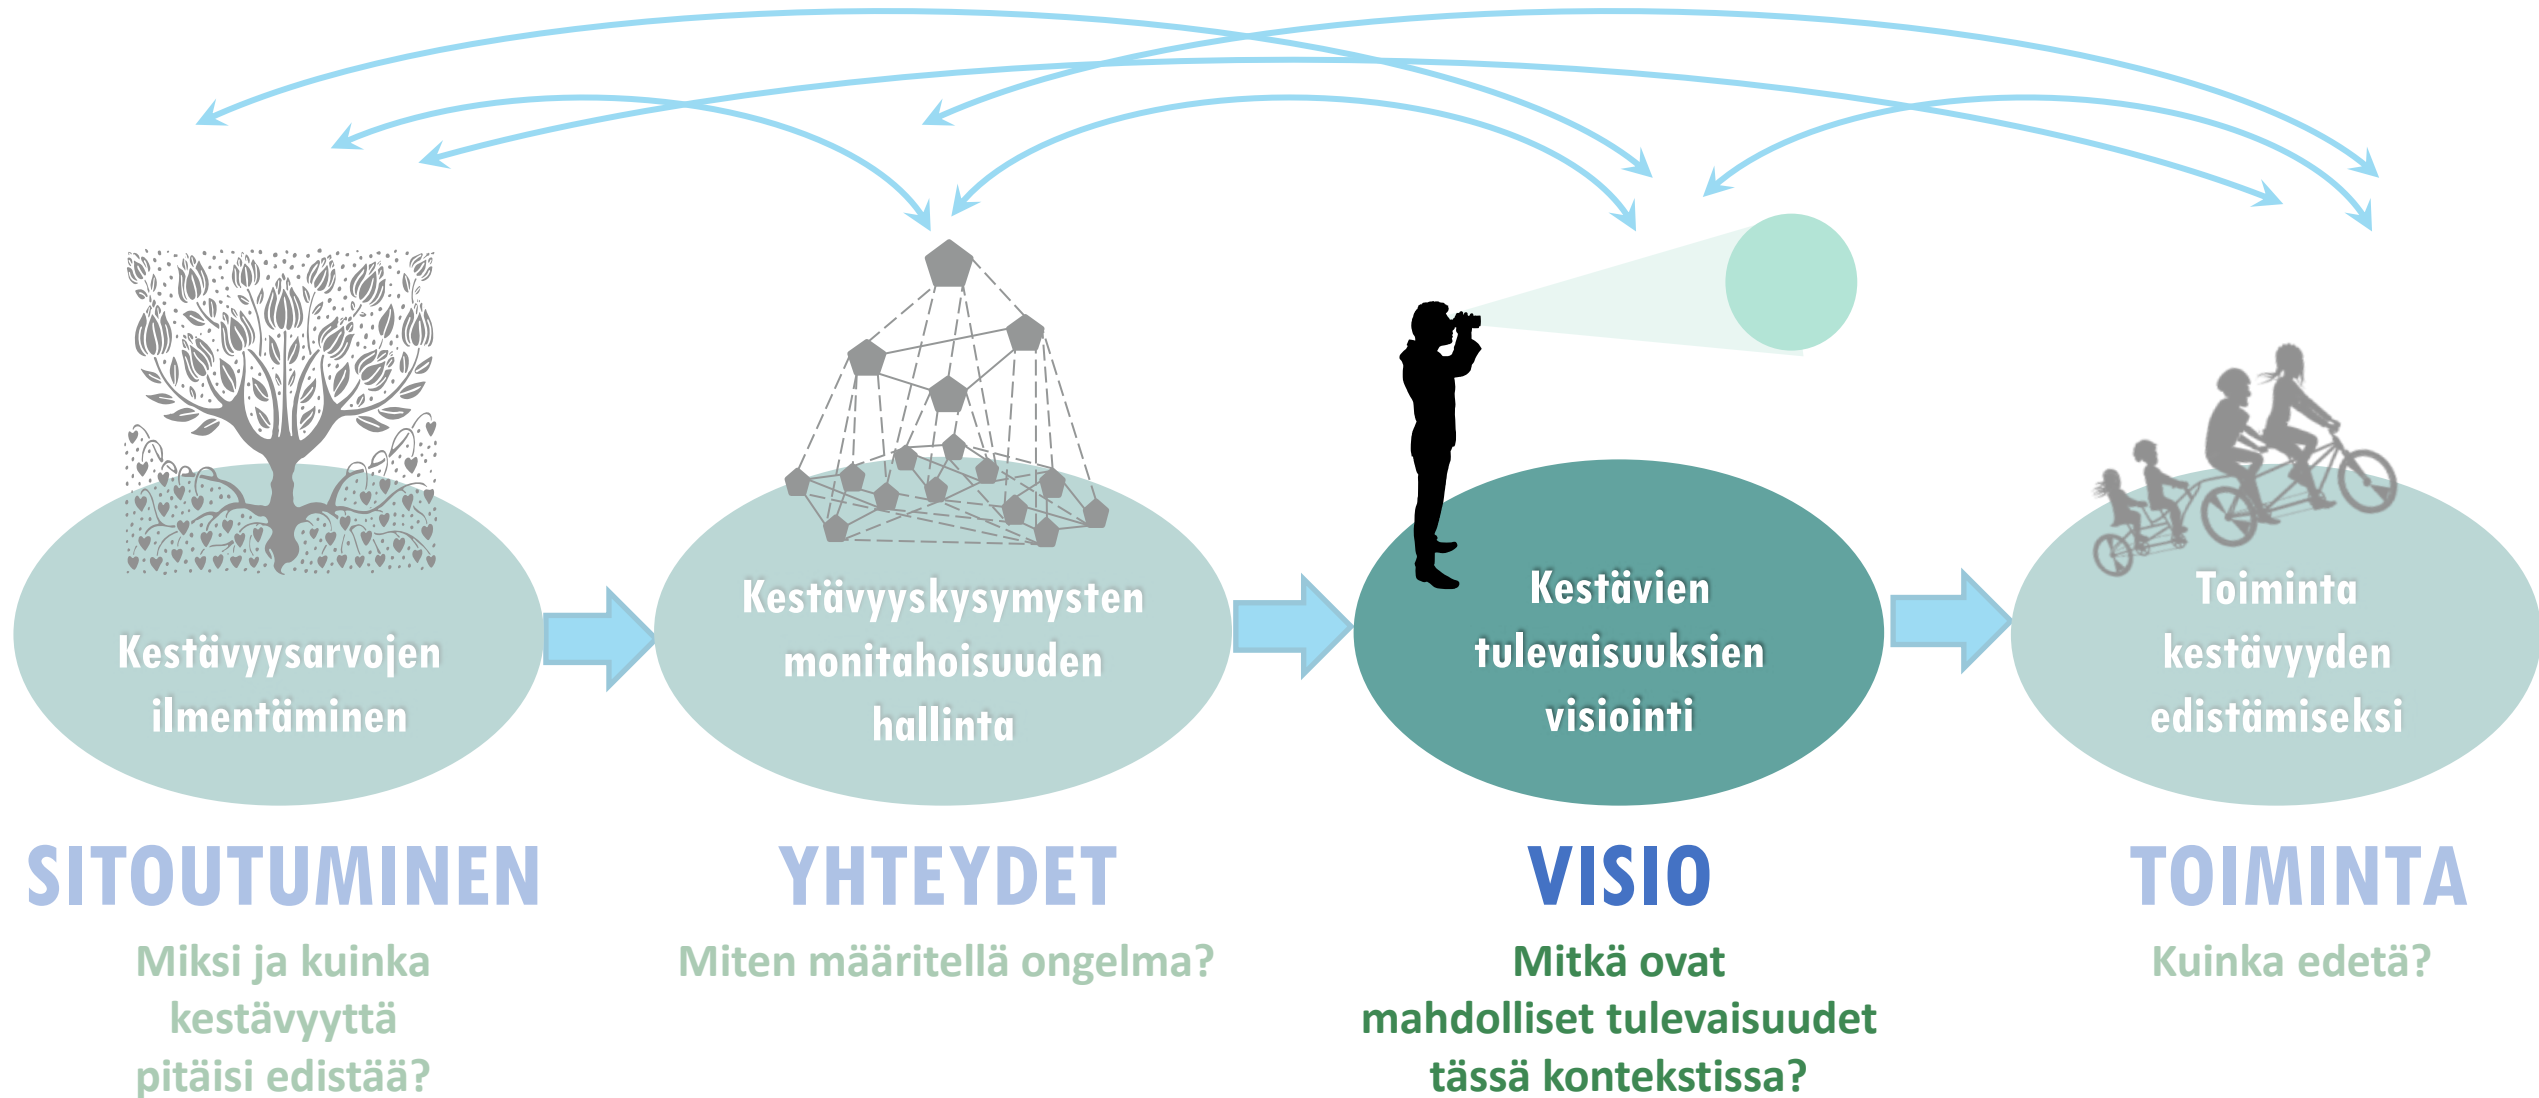 Kestävyysarvojen
ilmentäminen
Kestävyyskysymysten
monitahoisuuden
hallinta
Kestävien
tulevaisuuksien
visiointi
Toiminta
kestävyyden
edistämiseksi
SITOUTUMINEN
Miksi ja kuinka
kestävyyttä
pitäisi edistää?
YHTEYDET
Miten määritellä ongelma?
VISIO
Mitkä ovat
mahdolliset tulevaisuudet
tässä kontekstissa?
TOIMINTA
Kuinka edetä?